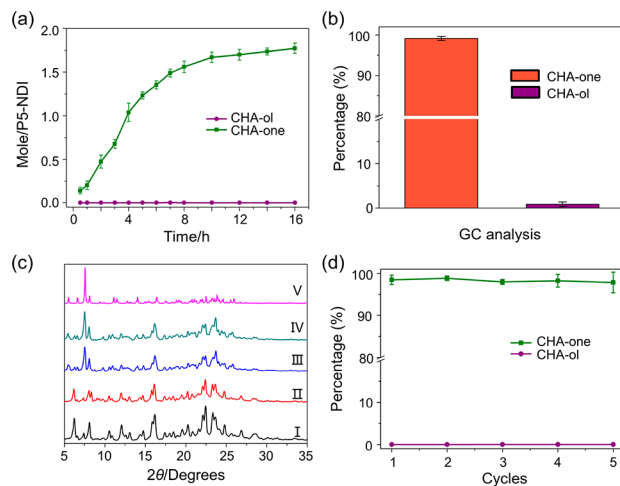 (a)
Mole/P5-NDI
2.0
1.5
1.0
0.5
0.0
CHA-ol
CHA-one
0 4 8 12 16
Time/h
(b)
Percentage (%)
100
90
80
10
0
CHA-one
CHA-ol
GC analysis
(c)
V
IV
III
II
I
5 10 15 20 25 30 35
2θ/Degrees
(d)
Percentage (%)
100
90
80
10
0
CHA-one
CHA-ol
1 2 3 4 5
Cycles